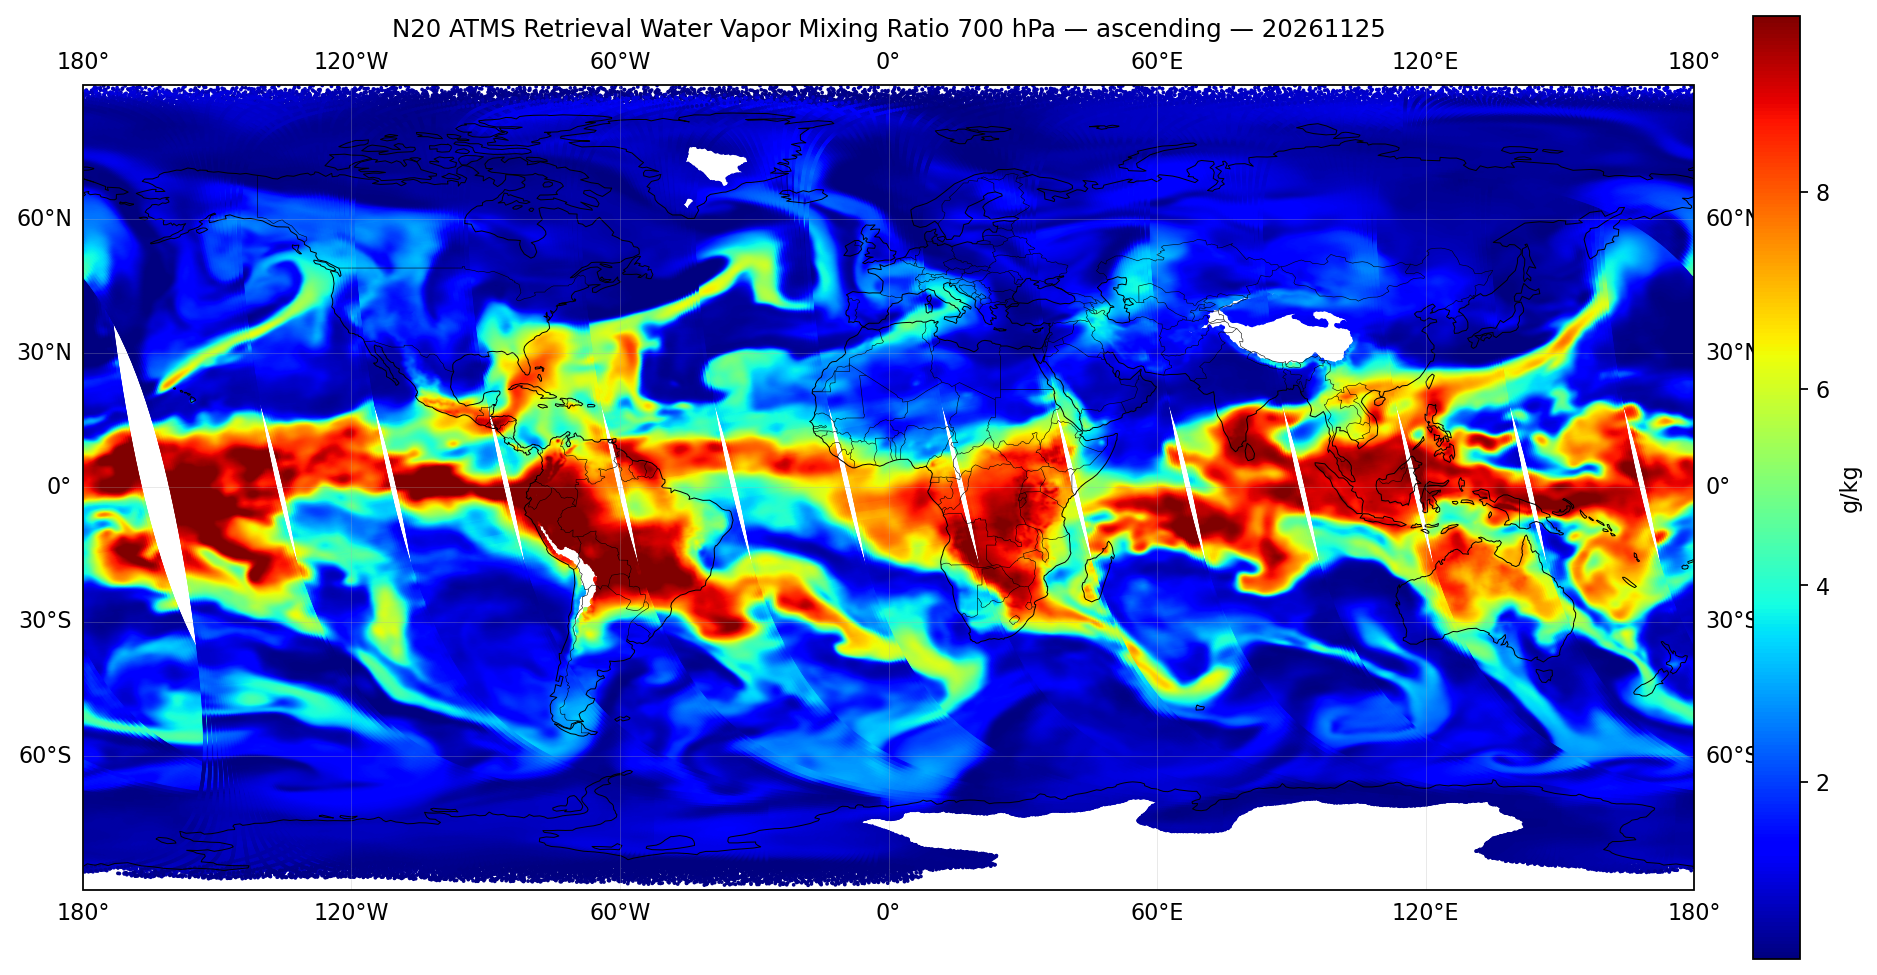 N20 ATMS Retrieval Water Vapor Mixing Ratio 700 hPa — ascending — 20261125
180° 120°W 60°W 0° 60°E 120°E 180°
60°N 60°N
30°N 30°N
0° 0°
30°S 30°S
60°S 60°S
180° 120°W 60°W 0° 60°E 120°E 180°
8
6
4
2
g/kg